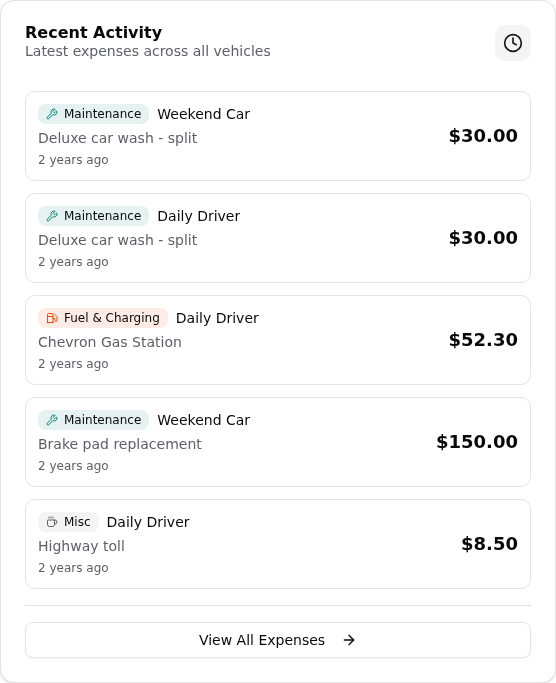 Recent Activity
Latest expenses across all vehicles
Maintenance Weekend Car
Deluxe car wash - split
2 years ago
$30.00
Maintenance Daily Driver
Deluxe car wash - split
2 years ago
$30.00
Fuel & Charging Daily Driver
Chevron Gas Station
2 years ago
$52.30
Maintenance Weekend Car
Brake pad replacement
2 years ago
$150.00
Misc Daily Driver
Highway toll
2 years ago
$8.50
View All Expenses